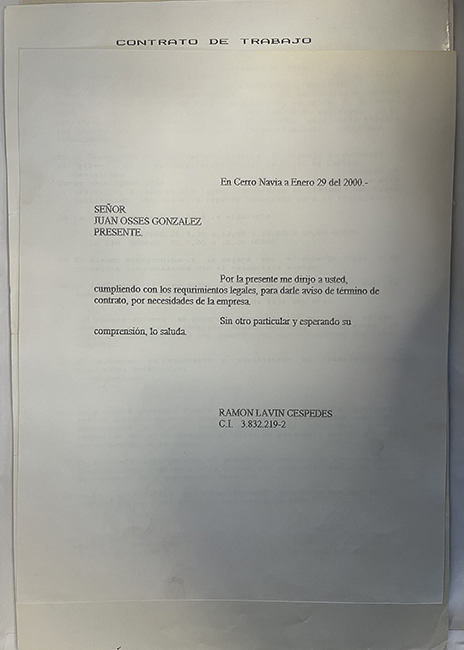 CONTRATO DE TRABAJO
En Cerro Navia a Enero 29 del 2000.-
SEÑOR
JUAN OSSES GONZALEZ
PRESENTE.
Por la presente me dirijo a usted,
cumpliendo con los requrimientos legales, para darle aviso de término de
contrato, por necesidades de la empresa.
Sin otro particular y esperando su
comprensión, lo saluda.
RAMON LAVIN CESPEDES
C.I. 3.832.219-2